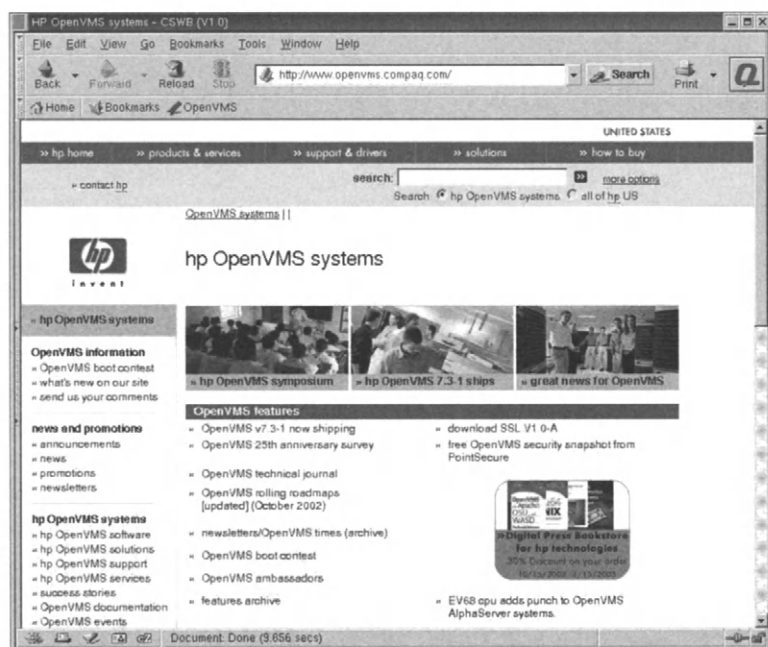 HP OpenVMS systems - CSWB (V1.0)
File Edit View Go Bookmarks Tools Window Help
Back Forward Reload Stop http://www.openvms.compaq.com/ Search Print
Home Bookmarks OpenVMS
UNITED STATES
» hp home » products & services » support & drivers » solutions » how to buy
» contact hp
search: » more options
Search hp OpenVMS systems all of hp US
OpenVMS systems | |
hp
invent
hp OpenVMS systems
» hp OpenVMS symposium » hp OpenVMS 7.3-1 ships » great news for OpenVMS
» hp OpenVMS systems
OpenVMS information
» OpenVMS boot contest
» what's new on our site
» send us your comments
news and promotions
» announcements
» news
» promotions
» newsletters
hp OpenVMS systems
» hp OpenVMS software
» hp OpenVMS solutions
» hp OpenVMS support
» hp OpenVMS services
» success stories
» OpenVMS documentation
» OpenVMS events
OpenVMS features
» OpenVMS v7.3-1 now shipping
» OpenVMS 25th anniversary survey
» OpenVMS technical journal
» OpenVMS rolling roadmaps
[updated] (October 2002)
» newsletters/OpenVMS times (archive)
» OpenVMS boot contest
» OpenVMS ambassadors
» features archive
» download SSL V1.0-A
» free OpenVMS security snapshot from
PointSecure
»Digital Press Bookstore
for hp technologies
30% Discount on your order
» EV68 cpu adds punch to OpenVMS
AlphaServer systems.
Document: Done (9.656 secs)